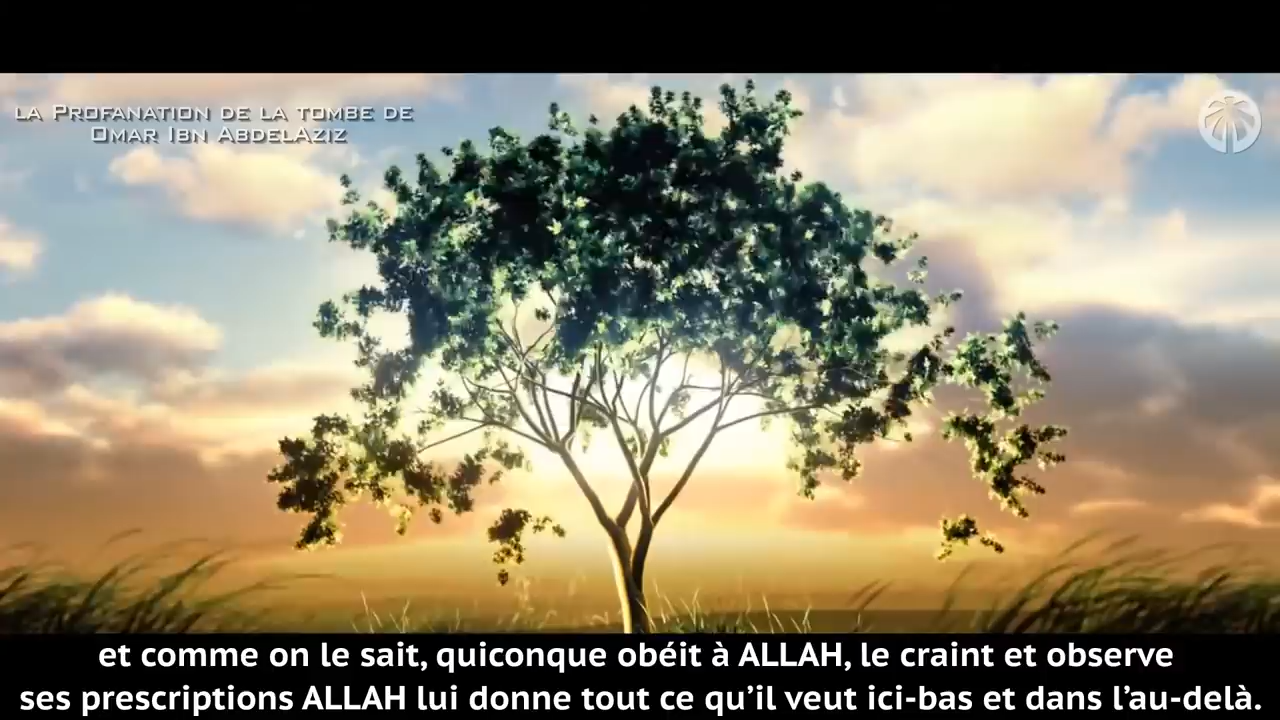 la Profanation de la tombe de
Omar Ibn AbdelAziz
et comme on le sait, quiconque obéit à ALLAH, le craint et observe
ses prescriptions ALLAH lui donne tout ce qu'il veut ici-bas et dans l'au-delà.